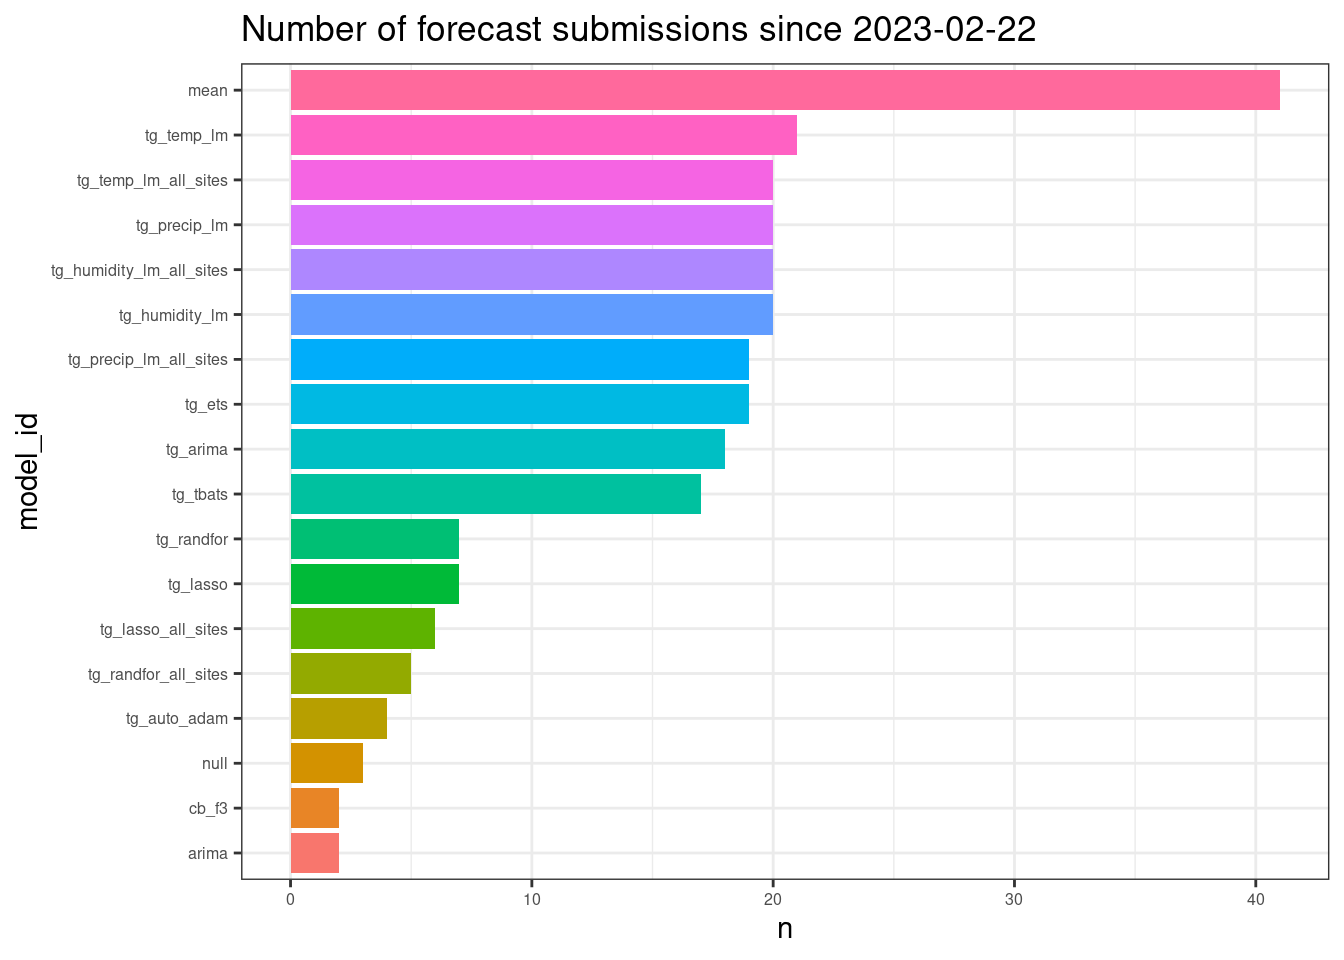 Number of forecast submissions since 2023-02-22
mean
tg_temp_lm
tg_temp_lm_all_sites
tg_precip_lm
tg_humidity_lm_all_sites
tg_humidity_lm
tg_precip_lm_all_sites
tg_ets
tg_arima
tg_tbats
tg_randfor
tg_lasso
tg_lasso_all_sites
tg_randfor_all_sites
tg_auto_adam
null
cb_f3
arima
model_id
0 10 20 30 40
n